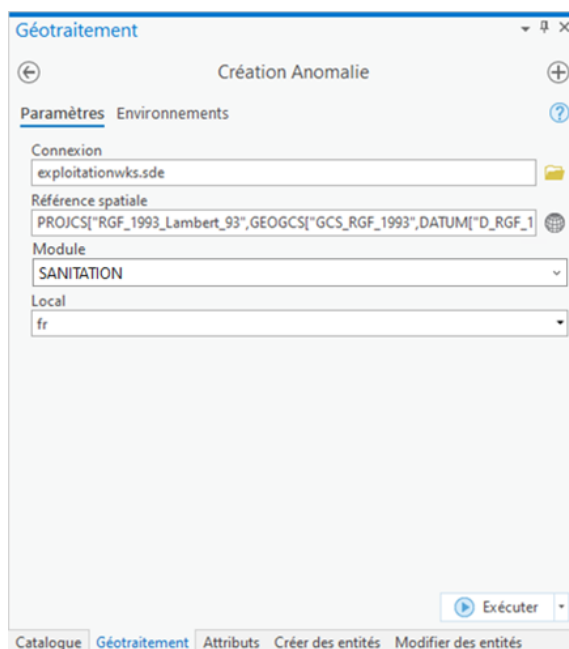 Géotraitement
Création Anomalie
Paramètres Environnements
Connexion
exploitationwks.sde
Référence spatiale
PROJCS["RGF_1993_Lambert_93",GEOGCS["GCS_RGF_1993",DATUM["D_RGF_1
Module
SANITATION
Local
fr
Exécuter
Catalogue Géotraitement Attributs Créer des entités Modifier des entités